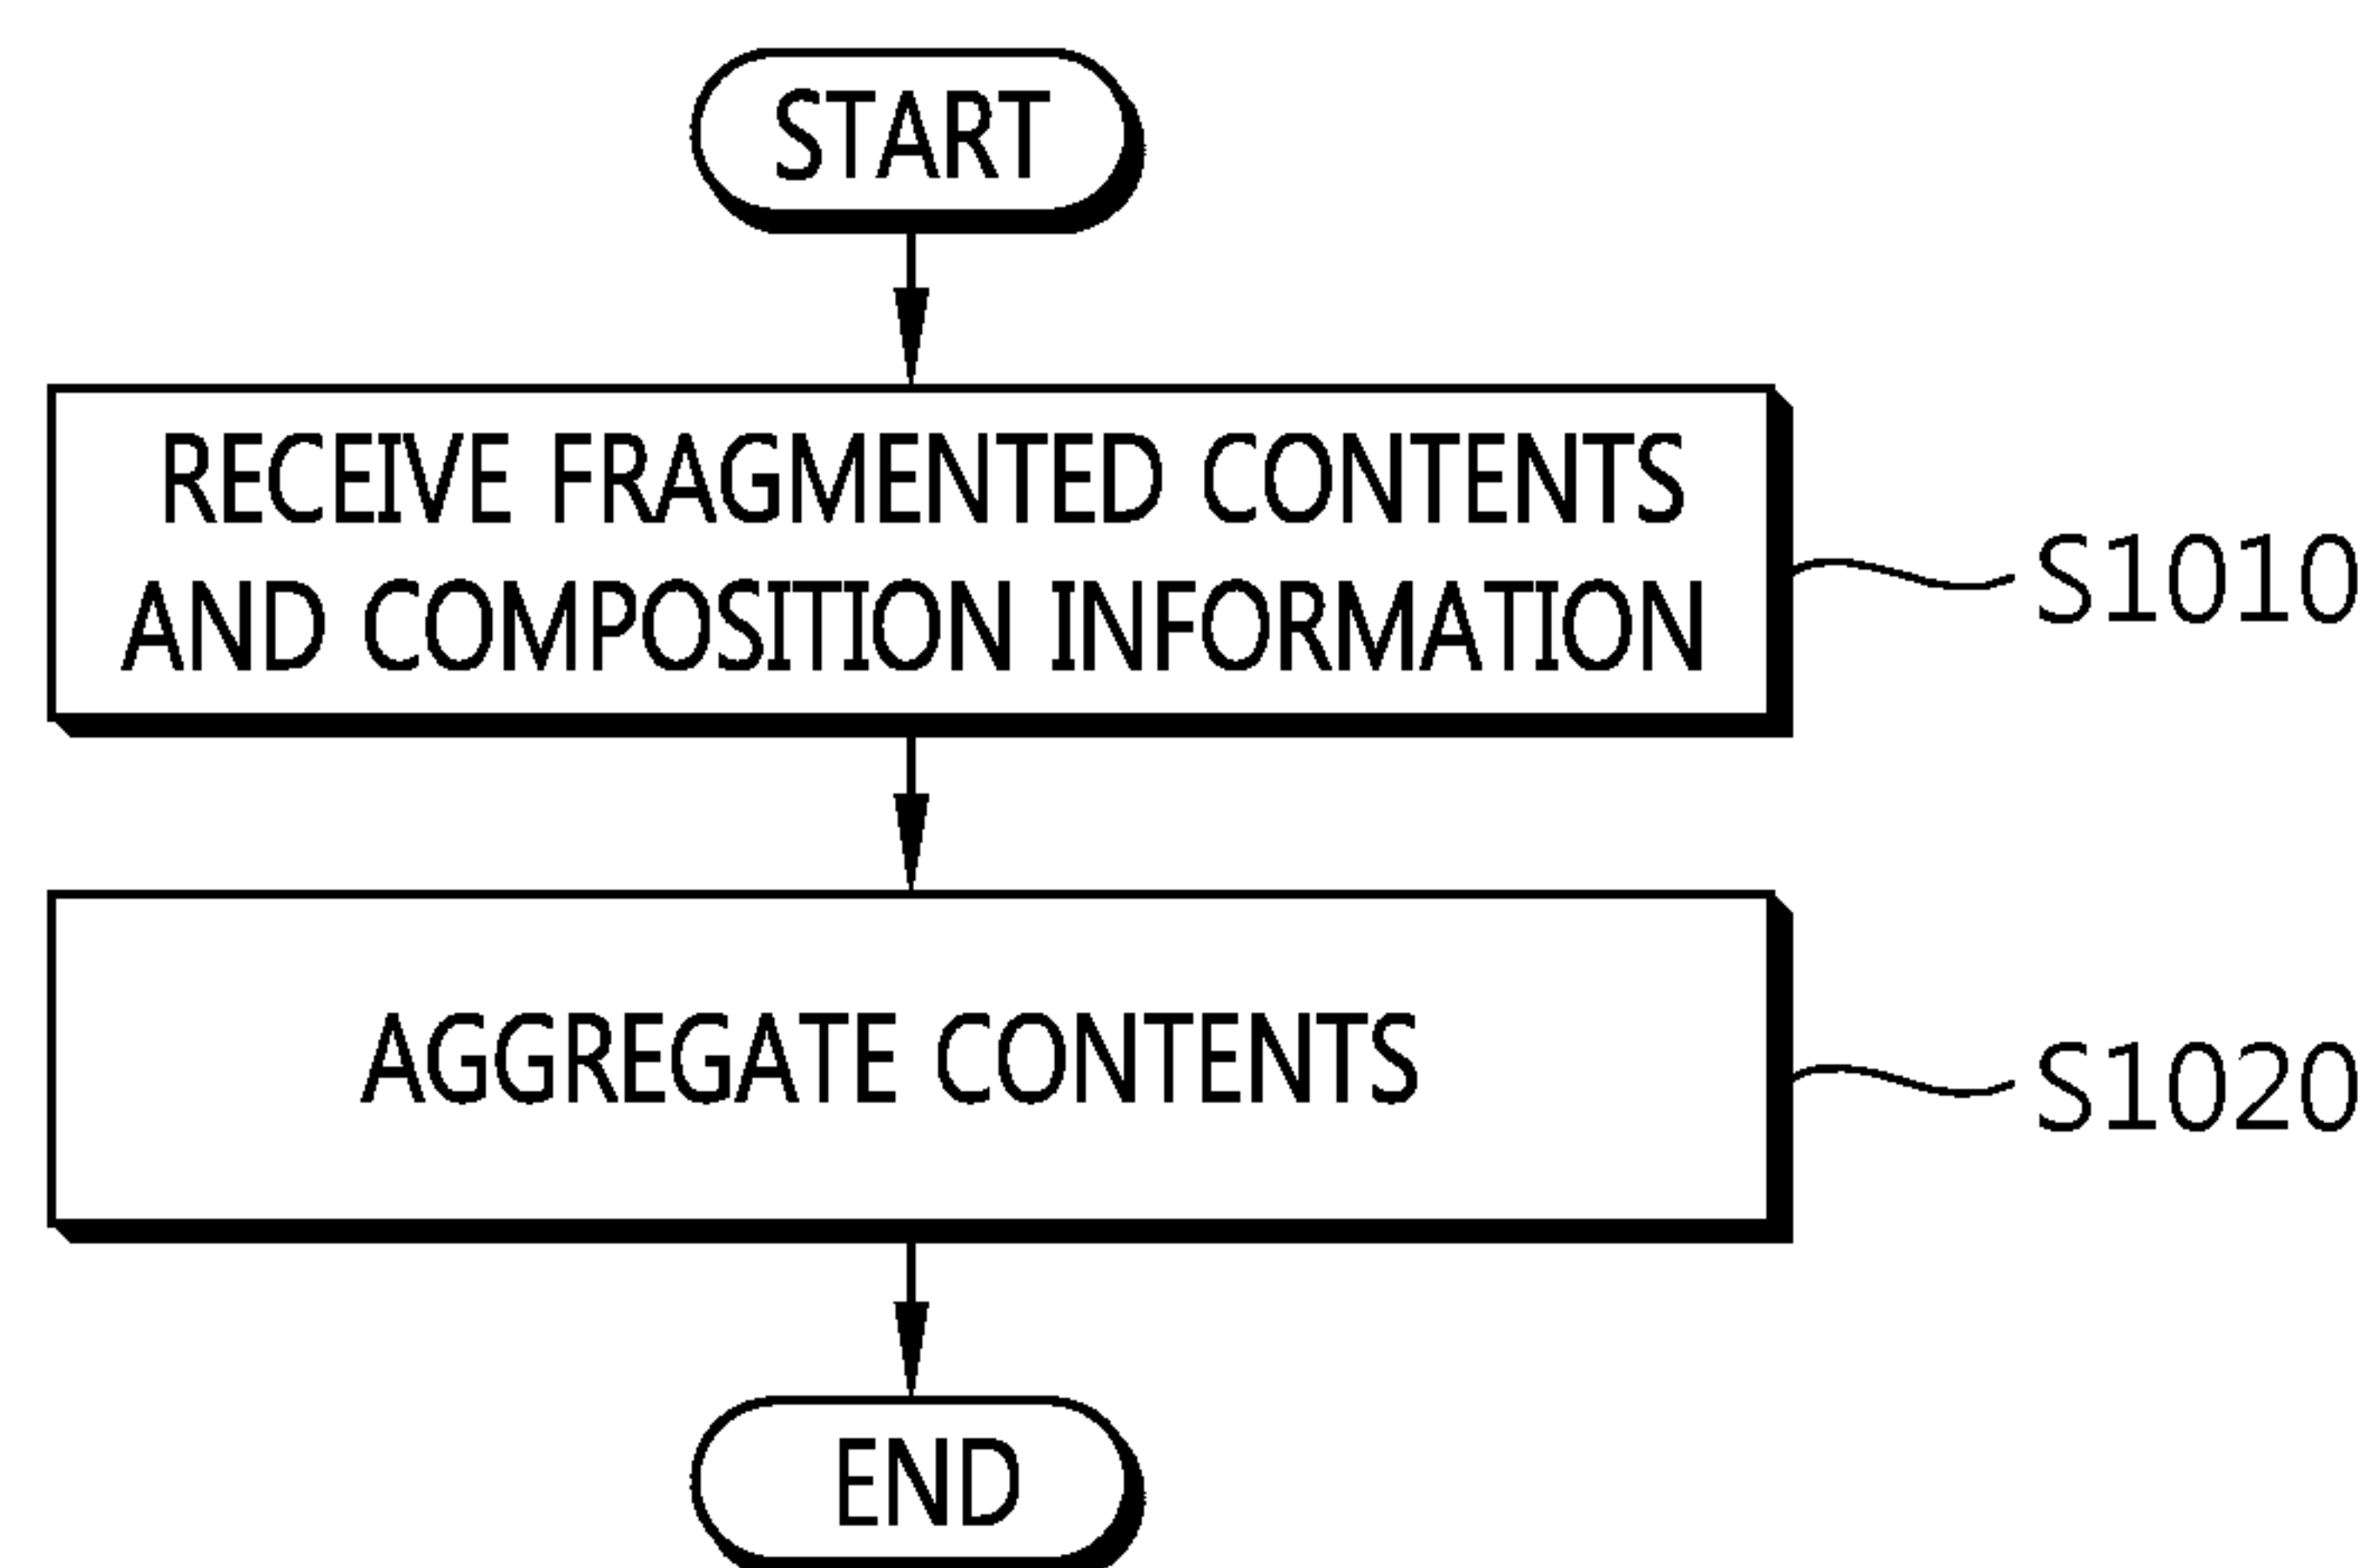 START
RECEIVE FRAGMENTED CONTENTS
AND COMPOSITION INFORMATION
S1010
AGGREGATE CONTENTS
S1020
END